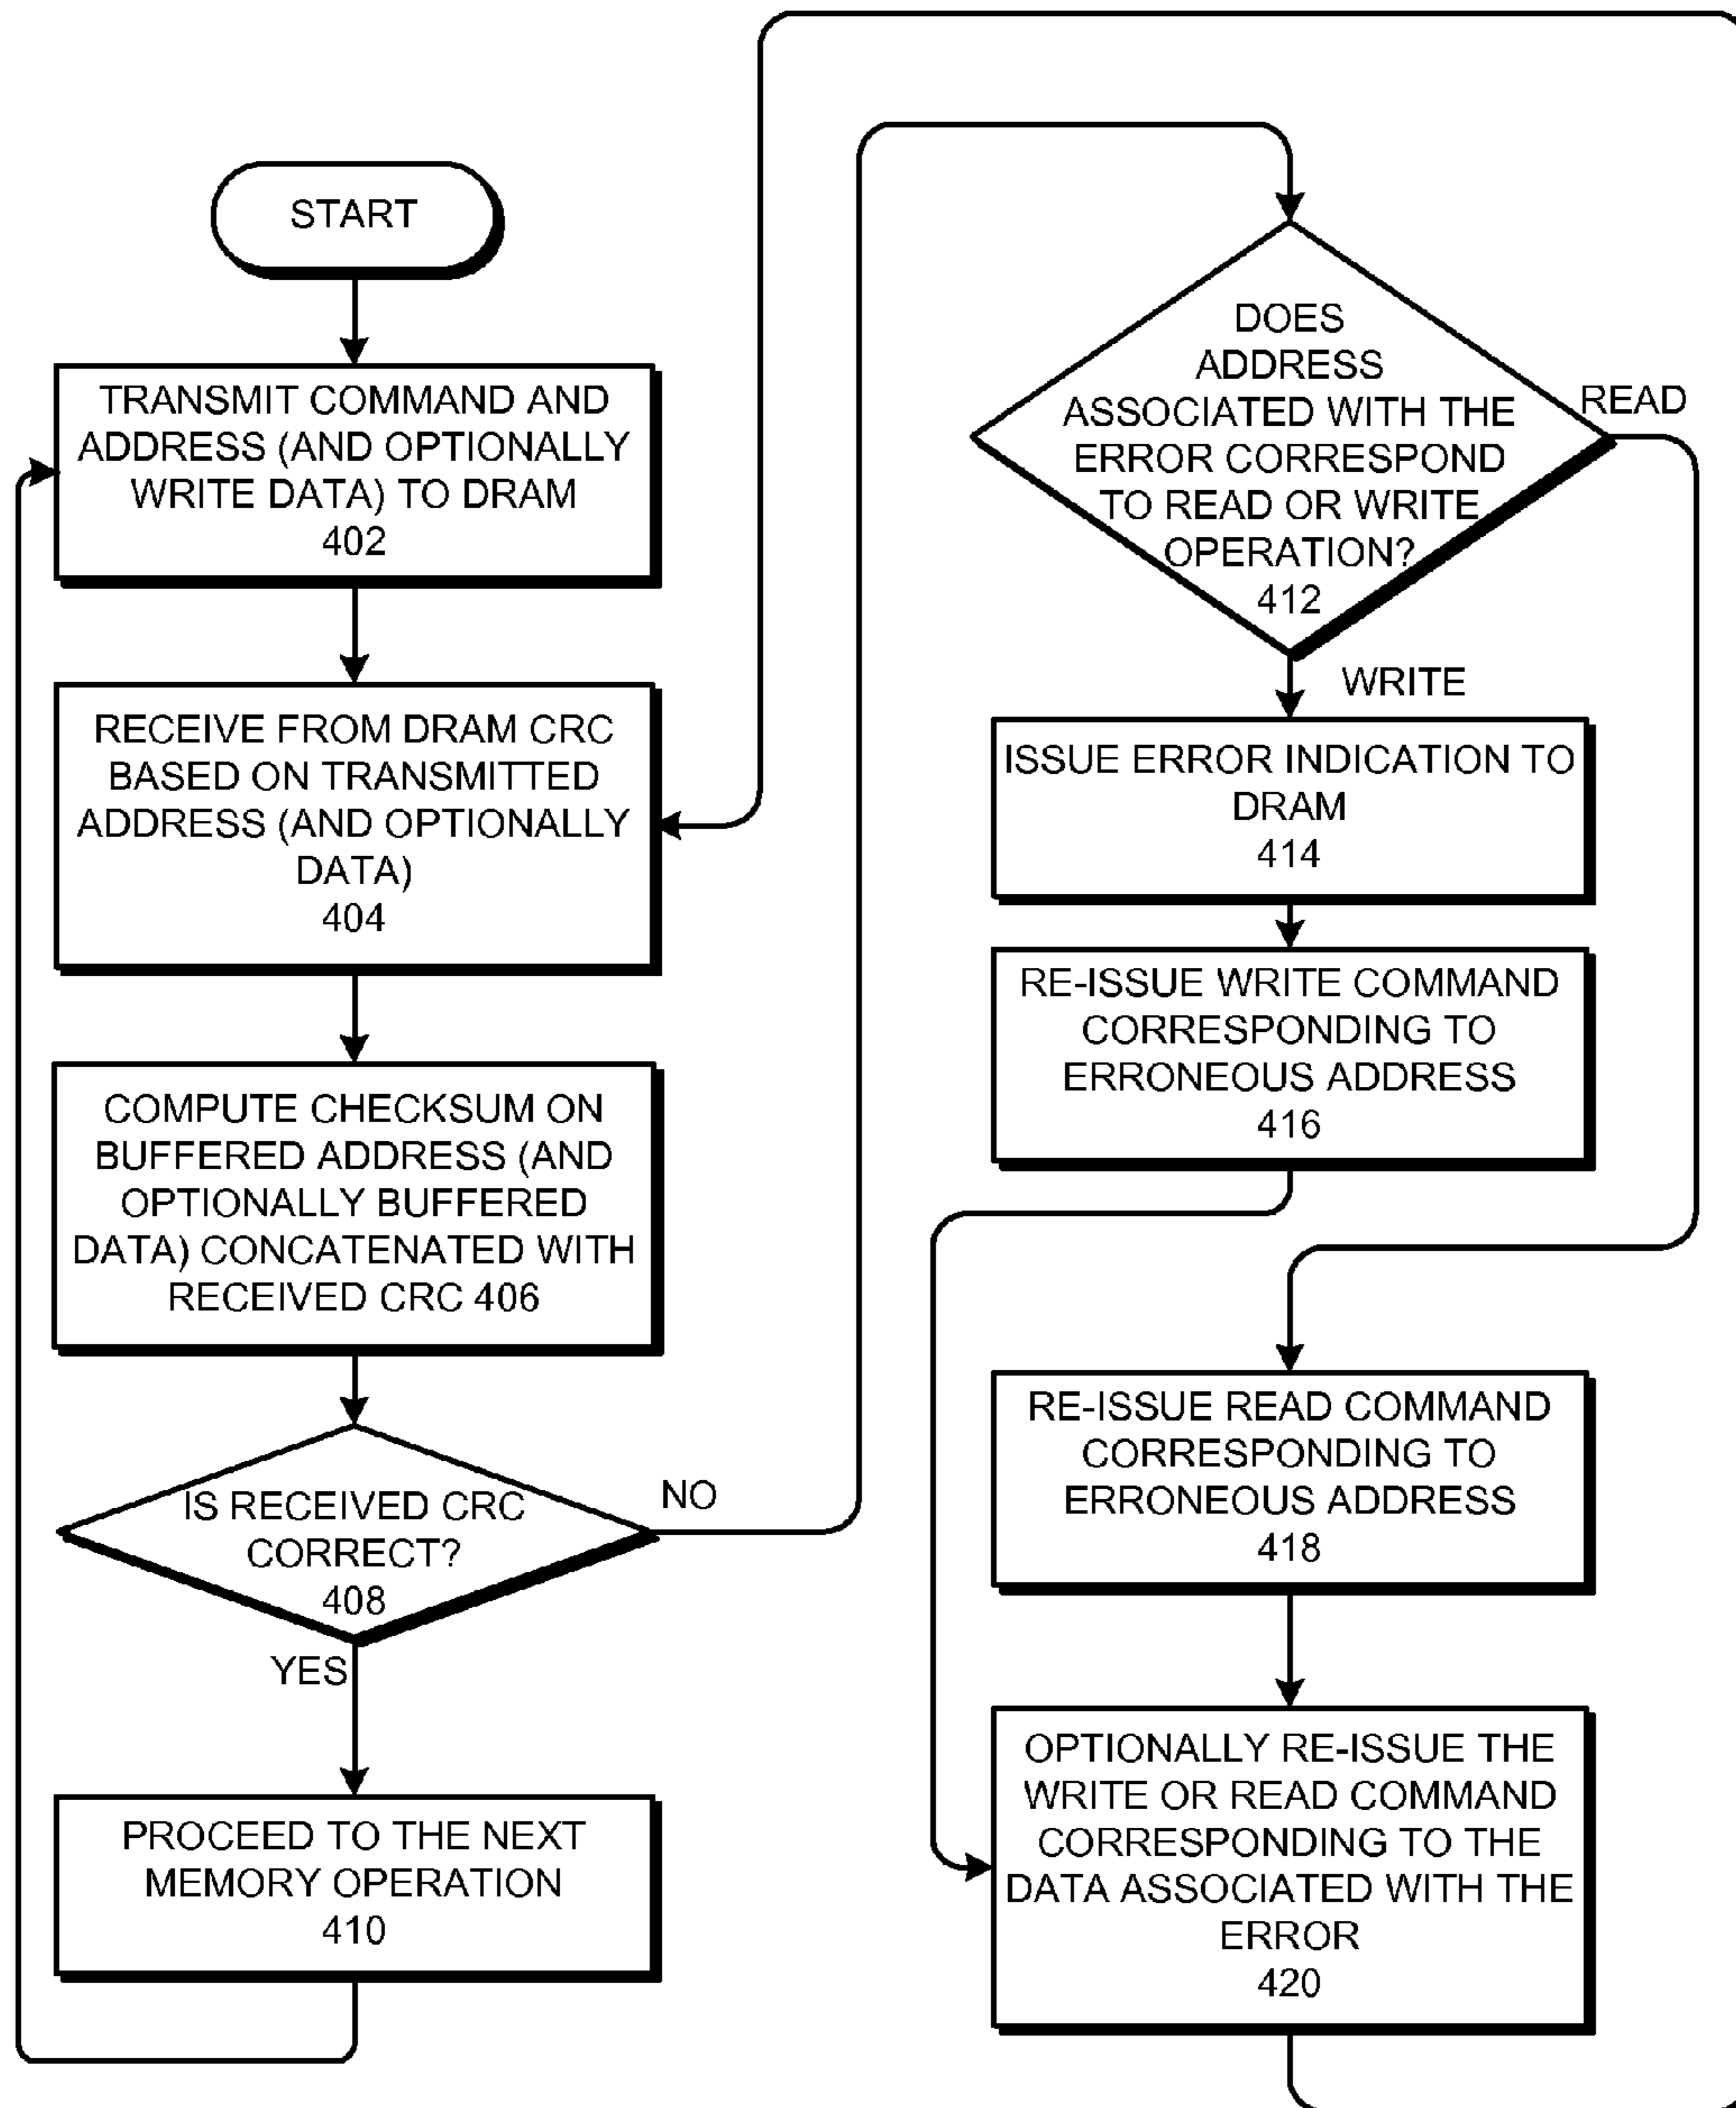 START
TRANSMIT COMMAND AND
ADDRESS (AND OPTIONALLY
WRITE DATA) TO DRAM
402
RECEIVE FROM DRAM CRC
BASED ON TRANSMITTED
ADDRESS (AND OPTIONALLY
DATA)
404
COMPUTE CHECKSUM ON
BUFFERED ADDRESS (AND
OPTIONALLY BUFFERED
DATA) CONCATENATED WITH
RECEIVED CRC 406
IS RECEIVED CRC
CORRECT?
408
NO
YES
PROCEED TO THE NEXT
MEMORY OPERATION
410
DOES
ADDRESS
ASSOCIATED WITH THE
ERROR CORRESPOND
TO READ OR WRITE
OPERATION?
412
READ
WRITE
ISSUE ERROR INDICATION TO
DRAM
414
RE-ISSUE WRITE COMMAND
CORRESPONDING TO
ERRONEOUS ADDRESS
416
RE-ISSUE READ COMMAND
CORRESPONDING TO
ERRONEOUS ADDRESS
418
OPTIONALLY RE-ISSUE THE
WRITE OR READ COMMAND
CORRESPONDING TO THE
DATA ASSOCIATED WITH THE
ERROR
420